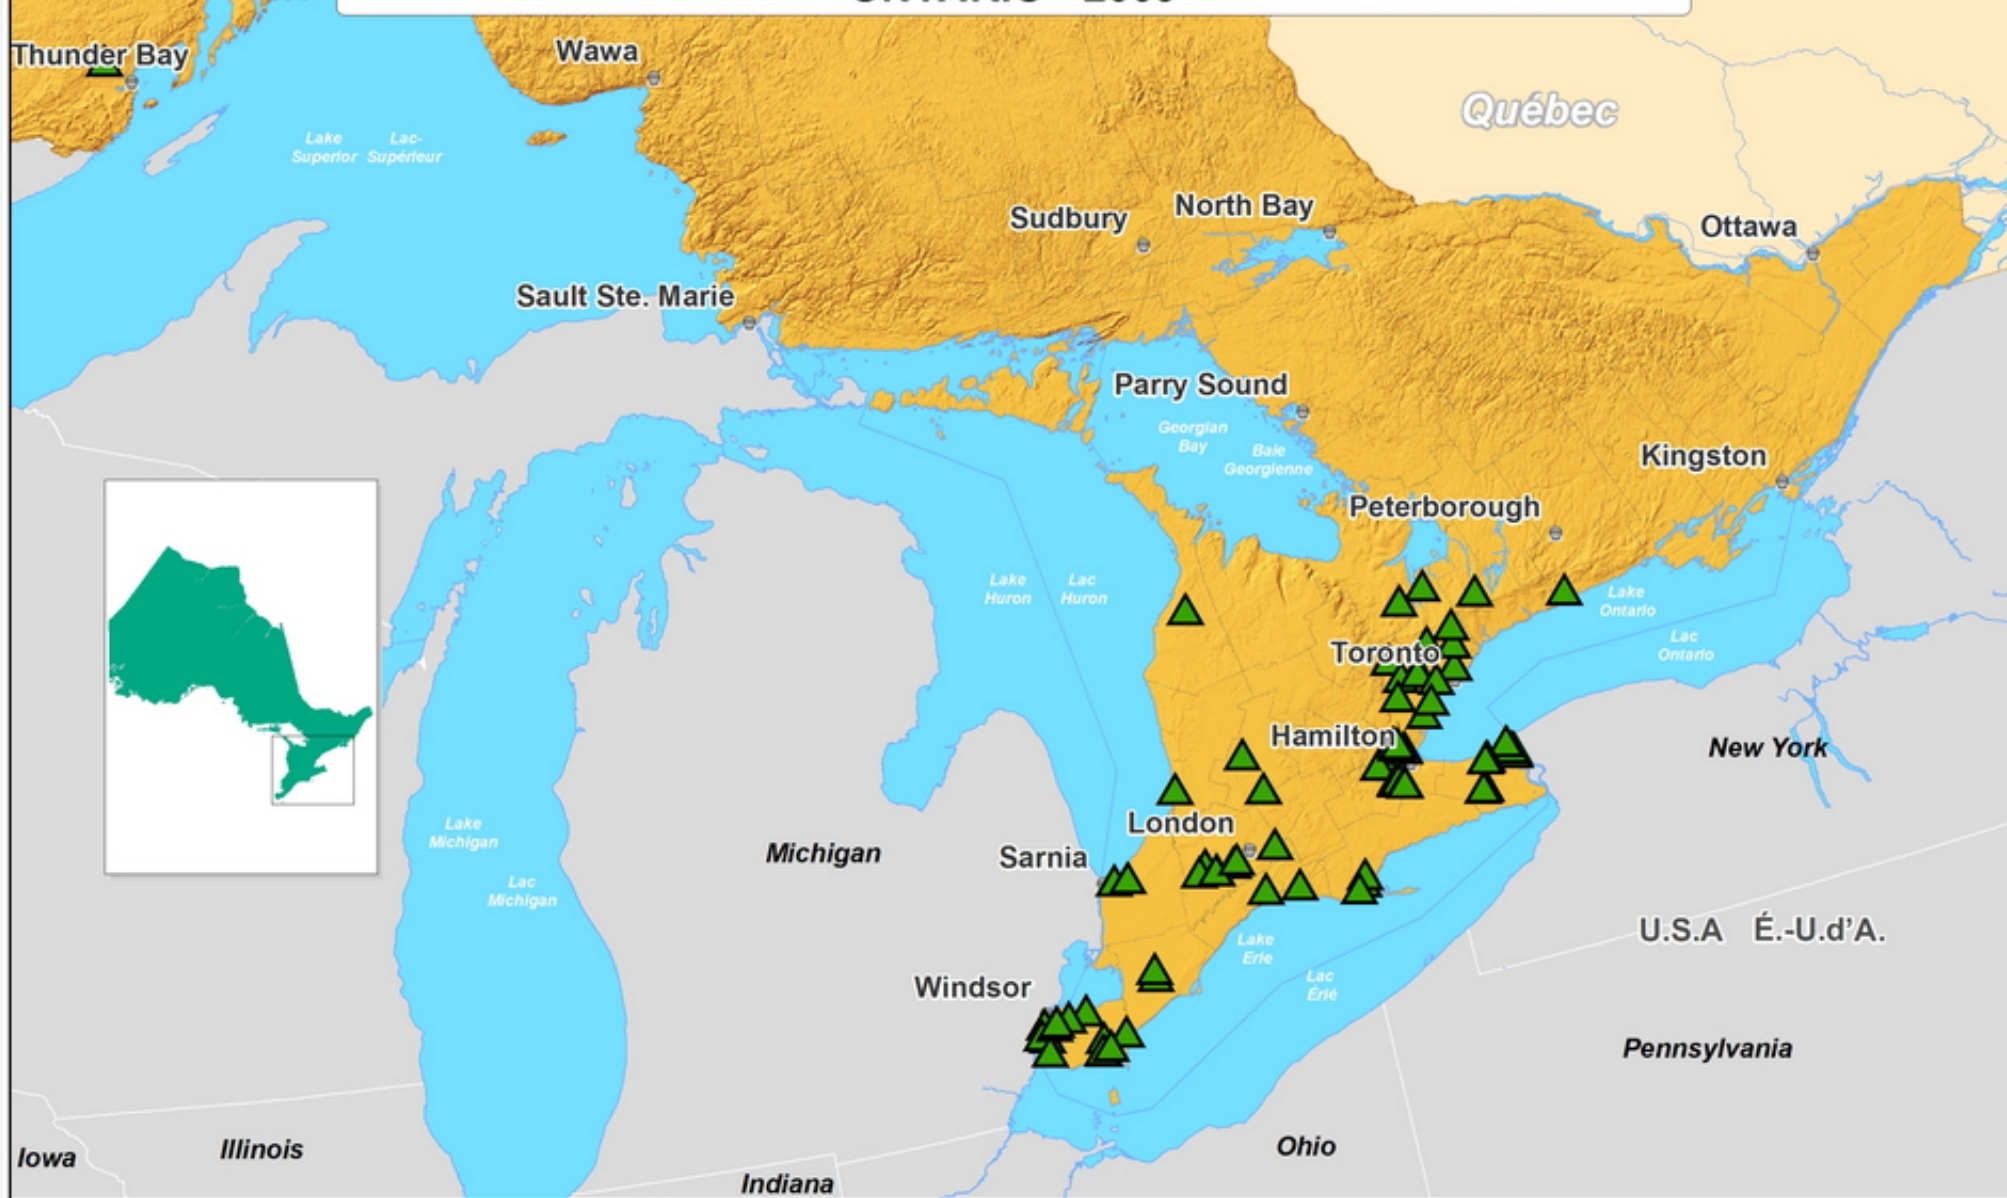 Thunder Bay
Wawa
Québec
Lake Lac-
Superior Supérieur
Sudbury
North Bay
Ottawa
Sault Ste. Marie
Parry Sound
Georgian
Bay
Baie
Georgienne
Kingston
Peterborough
Lake
Huron
Lac
Huron
Lake
Ontario
Lac
Ontario
Toronto
Hamilton
New York
Lake
Michigan
Michigan
London
Sarnia
Lac
Michigan
U.S.A É.-U.d'A.
Lake
Erie
Lac
Érié
Windsor
Pennsylvania
Iowa
Illinois
Indiana
Ohio